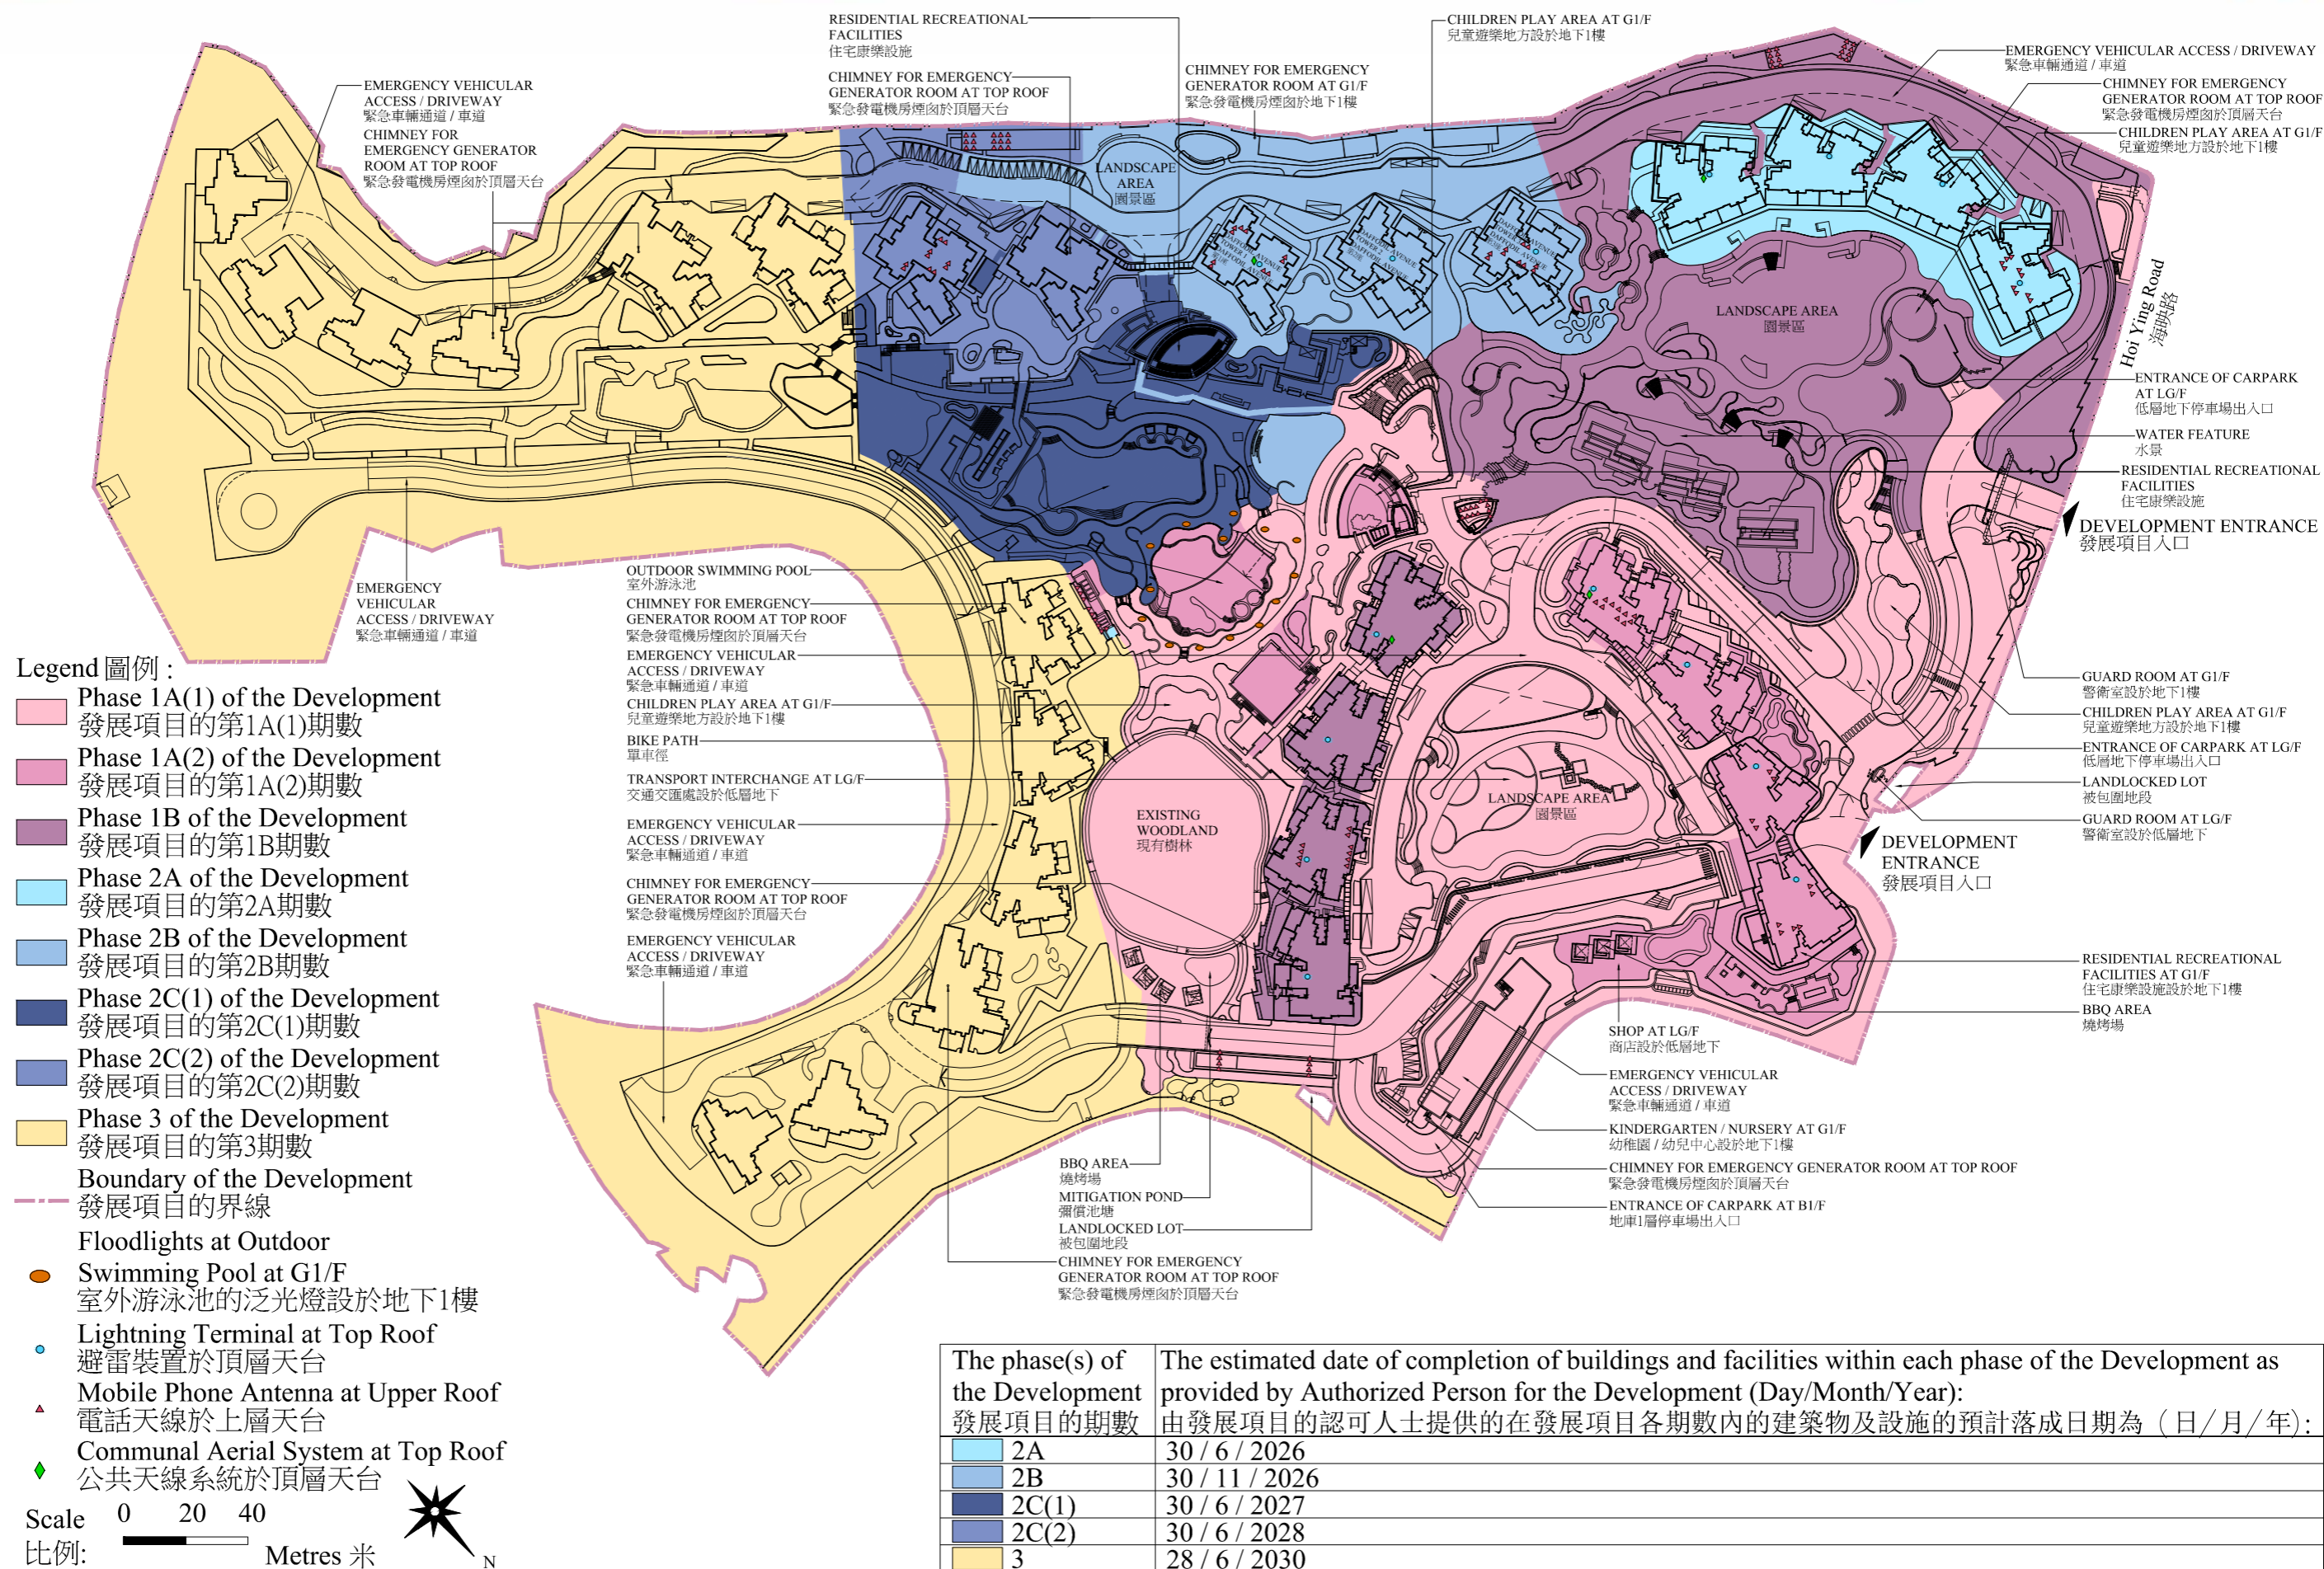 RESIDENTIAL RECREATIONAL
FACILITIES
住宅康樂設施
CHIMNEY FOR EMERGENCY
GENERATOR ROOM AT TOP ROOF
緊急發電機房煙囪於頂層天台
CHIMNEY FOR EMERGENCY
GENERATOR ROOM AT G1/F
緊急發電機房煙囪於地下1樓
CHILDREN PLAY AREA AT G1/F
兒童遊樂地方設於地下1樓
EMERGENCY VEHICULAR ACCESS / DRIVEWAY
緊急車輛通道 / 車道
CHIMNEY FOR EMERGENCY
GENERATOR ROOM AT TOP ROOF
緊急發電機房煙囪於頂層天台
CHILDREN PLAY AREA AT G1/F
兒童遊樂地方設於地下1樓
EMERGENCY VEHICULAR
ACCESS / DRIVEWAY
緊急車輛通道 / 車道
CHIMNEY FOR
EMERGENCY GENERATOR
ROOM AT TOP ROOF
緊急發電機房煙囪於頂層天台
LANDSCAPE
AREA
園景區
DAFFODIL AVENUE
TOWER 1
DAFFODIL AVENUE
DAFFODIL AVENUE
TOWER 2
DAFFODIL AVENUE
DAFFODIL AVENUE
DAFFODIL AVENUE
LANDSCAPE AREA
園景區
Hoi Ying Road
海映路
ENTRANCE OF CARPARK
AT LG/F
低層地下停車場出入口
WATER FEATURE
水景
RESIDENTIAL RECREATIONAL
FACILITIES
住宅康樂設施
DEVELOPMENT ENTRANCE
發展項目入口
EMERGENCY
VEHICULAR
ACCESS / DRIVEWAY
緊急車輛通道 / 車道
OUTDOOR SWIMMING POOL
室外游泳池
CHIMNEY FOR EMERGENCY
GENERATOR ROOM AT TOP ROOF
緊急發電機房煙囪於頂層天台
EMERGENCY VEHICULAR
ACCESS / DRIVEWAY
緊急車輛通道 / 車道
CHILDREN PLAY AREA AT G1/F
兒童遊樂地方設於地下1樓
BIKE PATH
單車徑
TRANSPORT INTERCHANGE AT LG/F
交通交匯處設於低層地下
EMERGENCY VEHICULAR
ACCESS / DRIVEWAY
緊急車輛通道 / 車道
CHIMNEY FOR EMERGENCY
GENERATOR ROOM AT TOP ROOF
緊急發電機房煙囪於頂層天台
EMERGENCY VEHICULAR
ACCESS / DRIVEWAY
緊急車輛通道 / 車道
EXISTING
WOODLAND
現有樹林
LANDSCAPE AREA
園景區
GUARD ROOM AT G1/F
警衛室設於地下1樓
CHILDREN PLAY AREA AT G1/F
兒童遊樂地方設於地下1樓
ENTRANCE OF CARPARK AT LG/F
低層地下停車場出入口
LANDLOCKED LOT
被包圍地段
GUARD ROOM AT LG/F
警衛室設於低層地下
DEVELOPMENT
ENTRANCE
發展項目入口
RESIDENTIAL RECREATIONAL
FACILITIES AT G1/F
住宅康樂設施設於地下1樓
BBQ AREA
燒烤場
SHOP AT LG/F
商店設於低層地下
EMERGENCY VEHICULAR
ACCESS / DRIVEWAY
緊急車輛通道 / 車道
KINDERGARTEN / NURSERY AT G1/F
幼稚園 / 幼兒中心設於地下1樓
CHIMNEY FOR EMERGENCY GENERATOR ROOM AT TOP ROOF
緊急發電機房煙囪於頂層天台
ENTRANCE OF CARPARK AT B1/F
地庫1層停車場出入口
BBQ AREA
燒烤場
MITIGATION POND
彌償池塘
LANDLOCKED LOT
被包圍地段
CHIMNEY FOR EMERGENCY
GENERATOR ROOM AT TOP ROOF
緊急發電機房煙囪於頂層天台
Legend 圖例 :
Phase 1A(1) of the Development
發展項目的第1A(1)期數
Phase 1A(2) of the Development
發展項目的第1A(2)期數
Phase 1B of the Development
發展項目的第1B期數
Phase 2A of the Development
發展項目的第2A期數
Phase 2B of the Development
發展項目的第2B期數
Phase 2C(1) of the Development
發展項目的第2C(1)期數
Phase 2C(2) of the Development
發展項目的第2C(2)期數
Phase 3 of the Development
發展項目的第3期數
Boundary of the Development
發展項目的界線
Floodlights at Outdoor
Swimming Pool at G1/F
室外游泳池的泛光燈設於地下1樓
Lightning Terminal at Top Roof
避雷裝置於頂層天台
Mobile Phone Antenna at Upper Roof
電話天線於上層天台
Communal Aerial System at Top Roof
公共天線系統於頂層天台
Scale 0 20 40
比例: Metres 米
N
The phase(s) of
the Development
發展項目的期數
The estimated date of completion of buildings and facilities within each phase of the Development as
provided by Authorized Person for the Development (Day/Month/Year):
由發展項目的認可人士提供的在發展項目各期數內的建築物及設施的預計落成日期為（日/月/年）:
2A 30 / 6 / 2026
2B 30 / 11 / 2026
2C(1) 30 / 6 / 2027
2C(2) 30 / 6 / 2028
3 28 / 6 / 2030